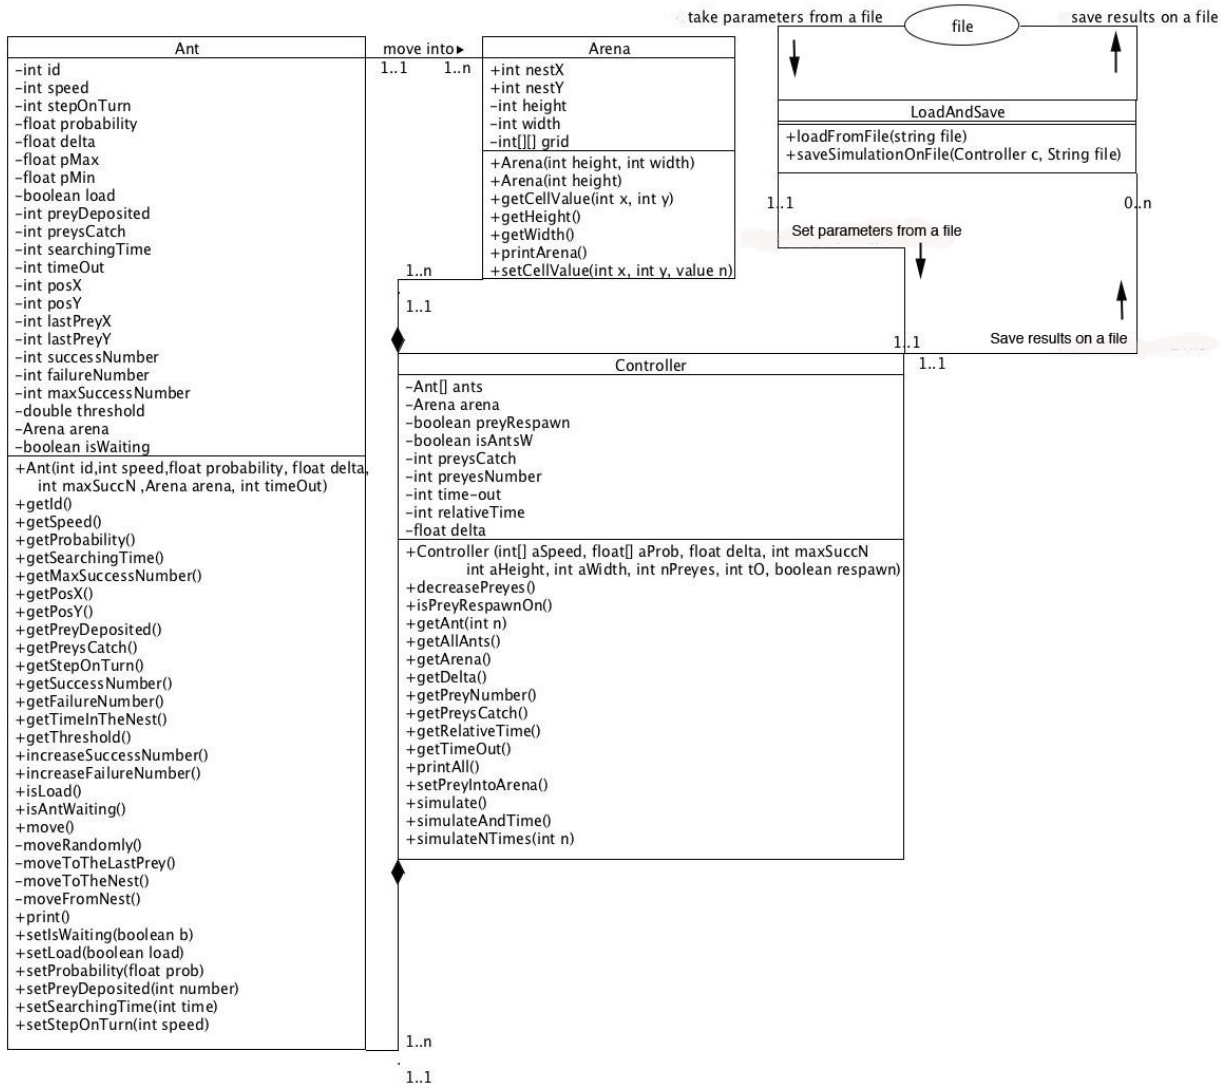 take parameters from a file
file
save results on a file
Ant
-int id
-int speed
-int stepOnTurn
-float probability
-float delta
-float pMax
-float pMin
-boolean load
-int preyDeposited
-int preysCatch
-int searchingTime
-int timeOut
-int posX
-int posY
-int lastPreyX
-int lastPreyY
-int successNumber
-int failureNumber
-int maxSuccessNumber
-double threshold
-Arena arena
-boolean isWaiting
+Ant(int id,int speed,float probability, float delta,
int maxSuccN ,Arena arena, int timeOut)
+getId()
+getSpeed()
+getProbability()
+getSearchingTime()
+getMaxSuccessNumber()
+getPosX()
+getPosY()
+getPreyDeposited()
+getPreysCatch()
+getStepOnTurn()
+getSuccessNumber()
+getFailureNumber()
+getTimeInTheNest()
+getThreshold()
+increaseSuccessNumber()
+increaseFailureNumber()
+isLoad()
+isAntWaiting()
+move()
-moveRandomly()
-moveToTheLastPrey()
-moveToTheNest()
-moveFromNest()
+print()
+setIsWaiting(boolean b)
+setLoad(boolean load)
+setProbability(float prob)
+setPreyDeposited(int number)
+setSearchingTime(int time)
+setStepOnTurn(int speed)
move into
1..1
1..n
Arena
+int nestX
+int nestY
-int height
-int width
-int[][] grid
+Arena(int height, int width)
+Arena(int height)
+getCellValue(int x, int y)
+getHeight()
+getWidth()
+printArena()
+setCellValue(int x, int y, value n)
1..n
1..1
LoadAndSave
+loadFromFile(string file)
+saveSimulationOnFile(Controller c, String file)
1..1
0..n
Set parameters from a file
Save results on a file
1..1
1..1
Controller
-Ant[] ants
-Arena arena
-boolean preyRespawn
-boolean isAntsW
-int preysCatch
-int preyesNumber
-int time-out
-int relativeTime
-float delta
+Controller (int[] aSpeed, float[] aProb, float delta, int maxSuccN
int aHeight, int aWidth, int nPreyes, int tO, boolean respawn)
+decreasePreyes()
+isPreyRespawnOn()
+getAnt(int n)
+getAllAnts()
+getArena()
+getDelta()
+getPreyNumber()
+getPreysCatch()
+getRelativeTime()
+getTimeOut()
+printAll()
+setPreyIntoArena()
+simulate()
+simulateAndTime()
+simulateNTimes(int n)
1..n
1..1